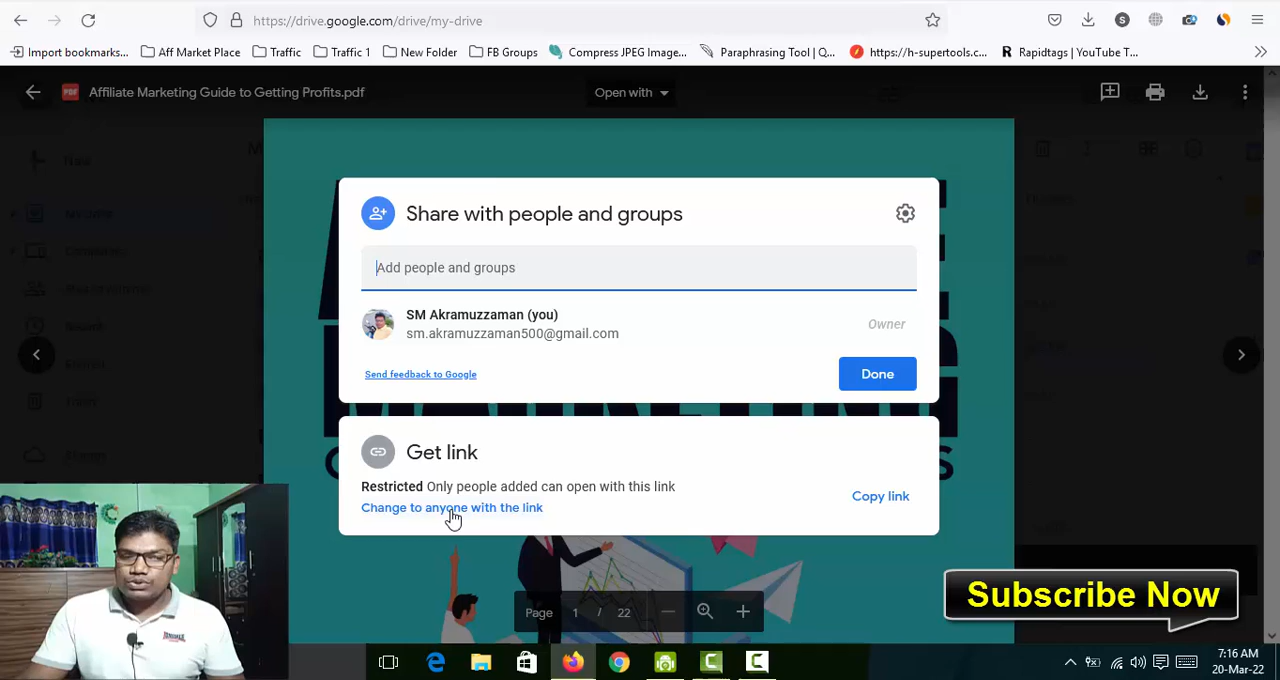 https://drive.google.com/drive/my-drive
Import bookmarks...
Aff Market Place
Traffic
Traffic 1
New Folder
FB Groups
Compress JPEG Image...
Paraphrasing Tool | Q...
https://h-supertools.c...
Rapidtags | YouTube T...
PDF
Affiliate Marketing Guide to Getting Profits.pdf
Open with
Share with people and groups
Add people and groups
SM Akramuzzaman (you)
sm.akramuzzaman500@gmail.com
Owner
Send feedback to Google
Done
Get link
Restricted Only people added can open with this link
Change to anyone with the link
Copy link
Subscribe Now
Page 1 / 22
7:16 AM
20-Mar-22